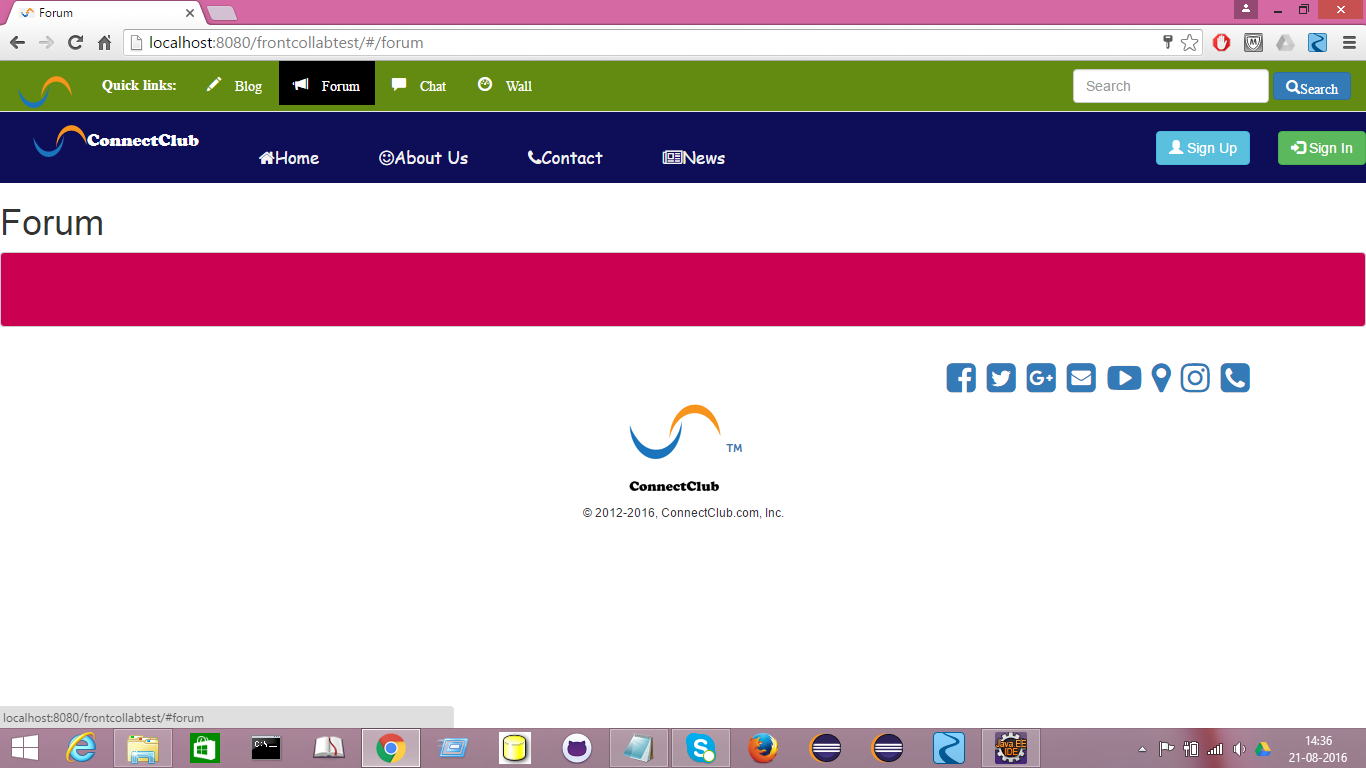 Forum
localhost:8080/frontcollabtest/#/forum
Quick links: Blog Forum Chat Wall Search Search
ConnectClub Home About Us Contact News Sign Up Sign In
Forum
TM
ConnectClub
© 2012-2016, ConnectClub.com, Inc.
localhost:8080/frontcollabtest/#forum
C:\_
Java EE
IDE
14:36
21-08-2016